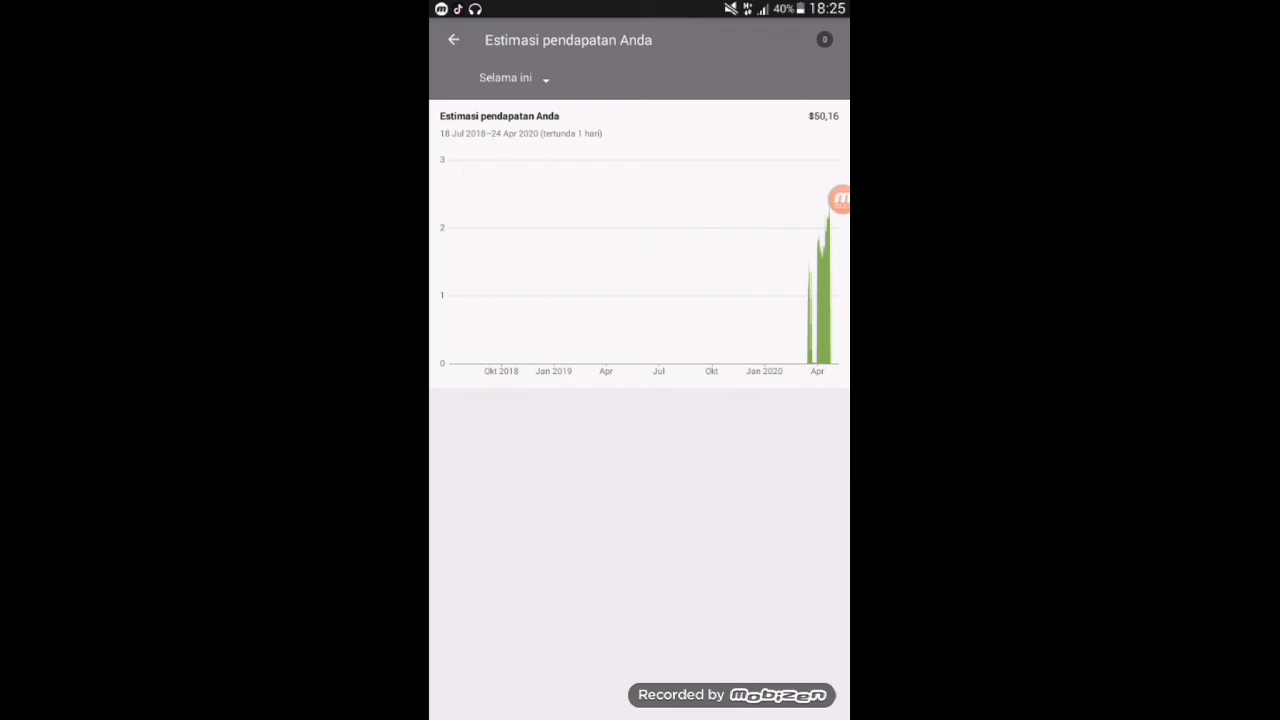 40% 18:25
Estimasi pendapatan Anda
0
Selama ini
Estimasi pendapatan Anda $50,16
18 Jul 2018–24 Apr 2020 (tertunda 1 hari)
3
2
1
0
Okt 2018 Jan 2019 Apr Jul Okt Jan 2020 Apr
Recorded by mobizen